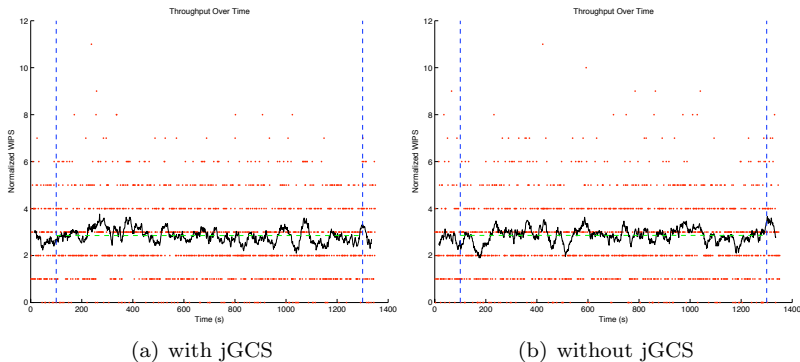 Throughput Over Time
12
10
8
6
4
2
0
Normalized WIPS
0 200 400 600 800 1000 1200 1400
Time (s)
(a) with jGCS
Throughput Over Time
12
10
8
6
4
2
0
Normalized WIPS
0 200 400 600 800 1000 1200 1400
Time (s)
(b) without jGCS